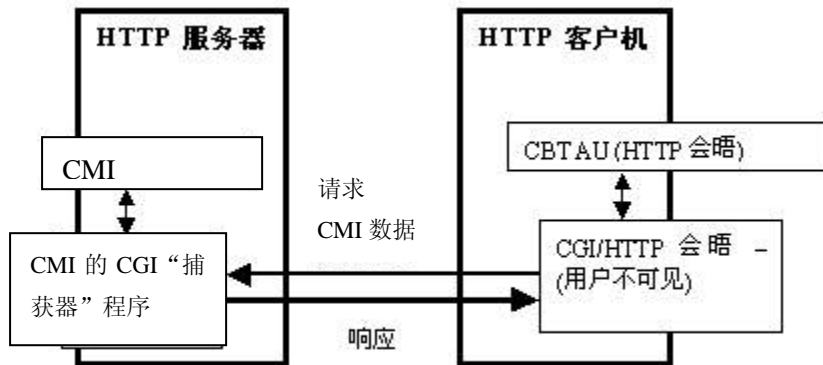 HTTP 服务器
HTTP 客户机
CMI
CBTAU(HTTP 会晤)
请求
CMI 数据
CMI 的 CGI“捕
获器”程序
CGI/HTTP 会晤 –
(用户不可见)
响应